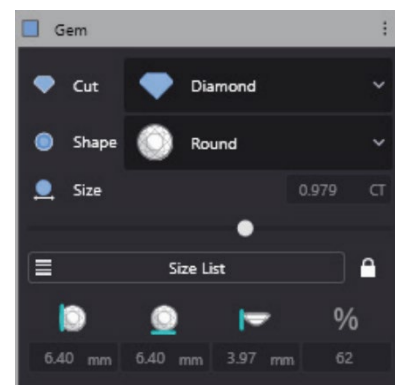 Gem
Cut Diamond
Shape Round
Size 0.979 CT
Size List
%
6.40 mm 6.40 mm 3.97 mm 62